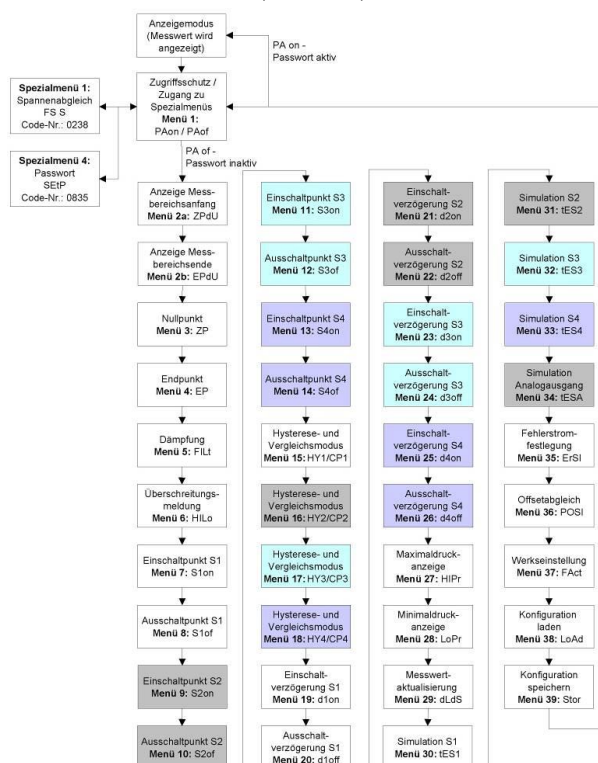 Anzeigemodus
(Messwert wird
angezeigt)
PA on -
Passwort aktiv
Spezialmenü 1:
Spannenabgleich
FS S
Code-Nr.: 0238
Zugriffsschutz /
Zugang zu
Spezialmenüs
Menü 1:
PAon / PAof
Spezialmenü 4:
Passwort
SEtP
Code-Nr.: 0835
PA of -
Passwort inaktiv
Anzeige Mess-
bereichsanfang
Menü 2a: ZPdU
Anzeige Mess-
bereichsende
Menü 2b: EPdU
Nullpunkt
Menü 3: ZP
Endpunkt
Menü 4: EP
Dämpfung
Menü 5: FILt
Überschreitungs-
meldung
Menü 6: HILo
Einschaltpunkt S1
Menü 7: S1on
Ausschaltpunkt S1
Menü 8: S1of
Einschaltpunkt S2
Menü 9: S2on
Ausschaltpunkt S2
Menü 10: S2of
Einschaltpunkt S3
Menü 11: S3on
Ausschaltpunkt S3
Menü 12: S3of
Einschaltpunkt S4
Menü 13: S4on
Ausschaltpunkt S4
Menü 14: S4of
Hysterese- und
Vergleichsmodus
Menü 15: HY1/CP1
Hysterese- und
Vergleichsmodus
Menü 16: HY2/CP2
Hysterese- und
Vergleichsmodus
Menü 17: HY3/CP3
Hysterese- und
Vergleichsmodus
Menü 18: HY4/CP4
Einschalt-
verzögerung S1
Menü 19: d1on
Ausschalt-
verzögerung S1
Menü 20: d1off
Einschalt-
verzögerung S2
Menü 21: d2on
Ausschalt-
verzögerung S2
Menü 22: d2off
Einschalt-
verzögerung S3
Menü 23: d3on
Ausschalt-
verzögerung S3
Menü 24: d3off
Einschalt-
verzögerung S4
Menü 25: d4on
Ausschalt-
verzögerung S4
Menü 26: d4off
Maximaldruck-
anzeige
Menü 27: HIPr
Minimaldruck-
anzeige
Menü 28: LoPr
Messwert-
aktualisierung
Menü 29: dLdS
Simulation S1
Menü 30: tES1
Simulation S2
Menü 31: tES2
Simulation S3
Menü 32: tES3
Simulation S4
Menü 33: tES4
Simulation
Analogausgang
Menü 34: tESA
Fehlerstrom-
festlegung
Menü 35: ErSI
Offsetabgleich
Menü 36: POSI
Werkseinstellung
Menü 37: FAct
Konfiguration
laden
Menü 38: LoAd
Konfiguration
speichern
Menü 39: Stor